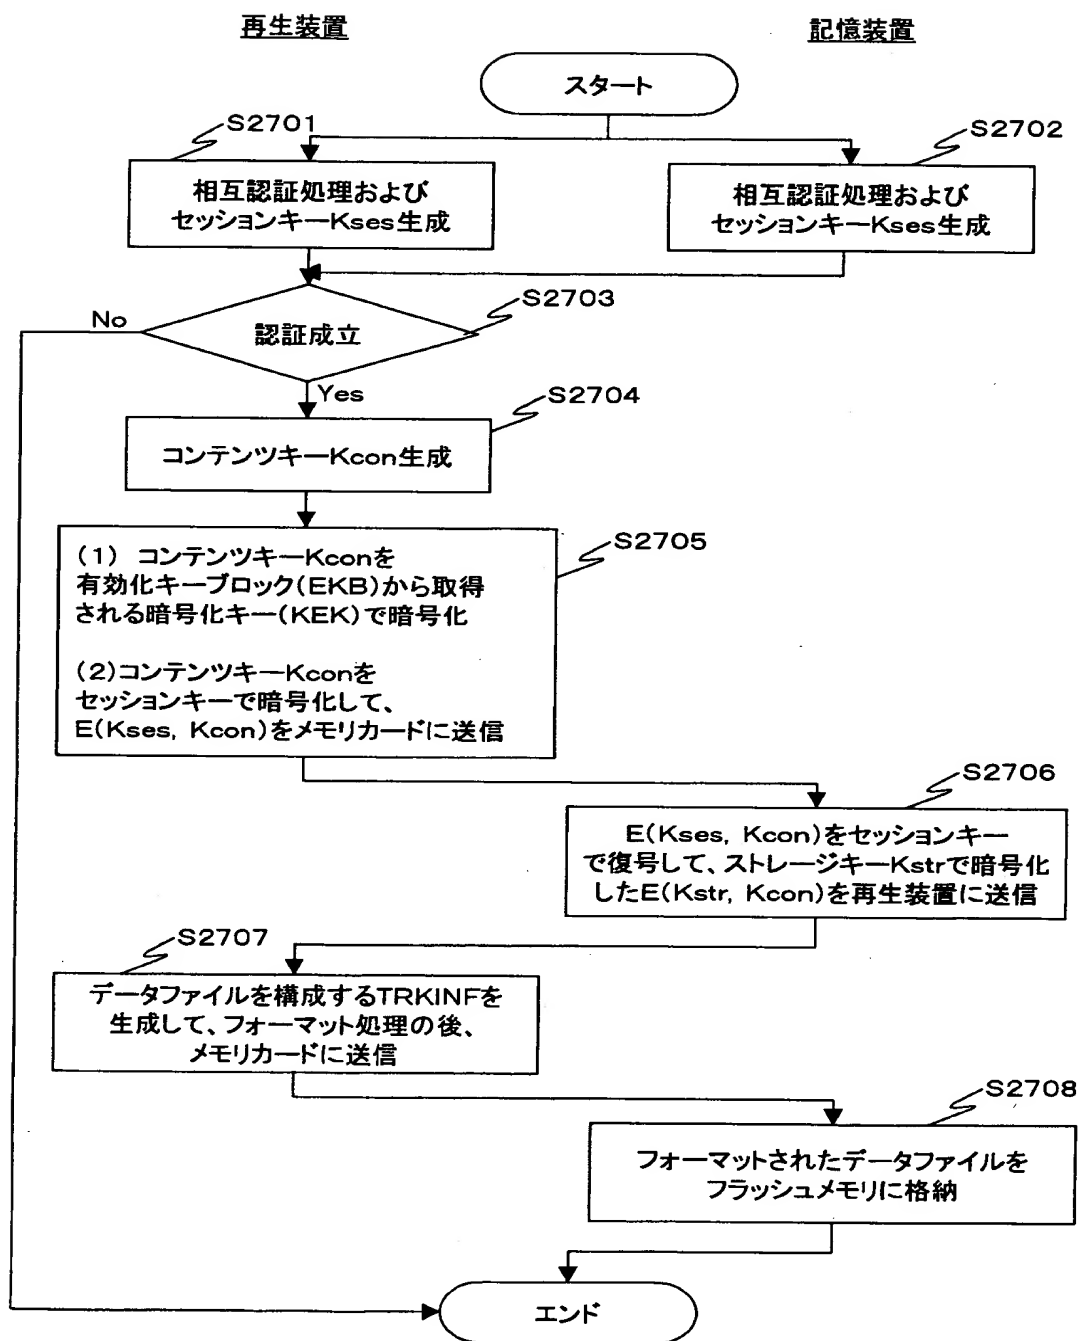 再生装置
記憶装置
スタート
S2701
S2702
相互認証処理および
セッションキーKses生成
相互認証処理および
セッションキーKses生成
S2703
No
認証成立
Yes
S2704
コンテンツキーKcon生成
S2705
(1) コンテンツキーKconを
有効化キーブロック(EKB)から取得
される暗号化キー(KEK)で暗号化
(2)コンテンツキーKconを
セッションキーで暗号化して、
E(Kses, Kcon)をメモリカードに送信
S2706
E(Kses, Kcon)をセッションキー
で復号して、ストレージキーKstrで暗号化
したE(Kstr, Kcon)を再生装置に送信
S2707
データファイルを構成するTRKINFを
生成して、フォーマット処理の後、
メモリカードに送信
S2708
フォーマットされたデータファイルを
フラッシュメモリに格納
エンド